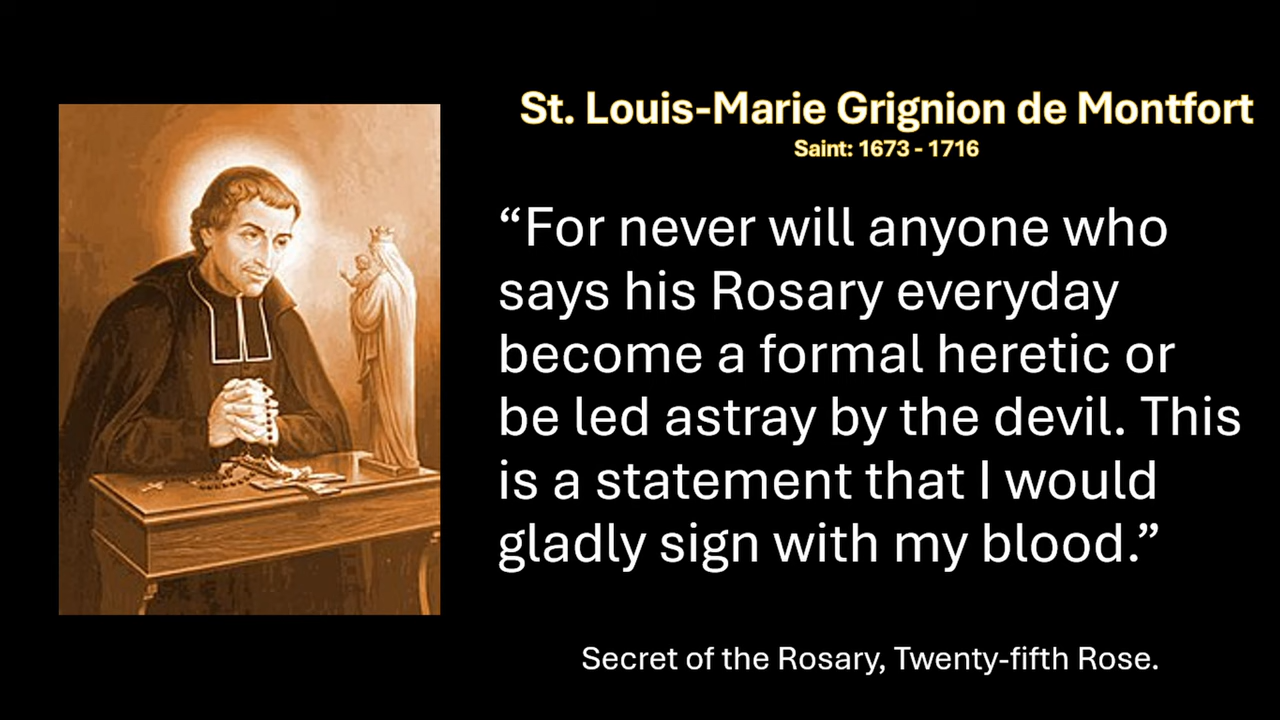 St. Louis-Marie Grignion de Montfort
Saint: 1673 - 1716
“For never will anyone who
says his Rosary everyday
become a formal heretic or
be led astray by the devil. This
is a statement that I would
gladly sign with my blood.”
Secret of the Rosary, Twenty-fifth Rose.